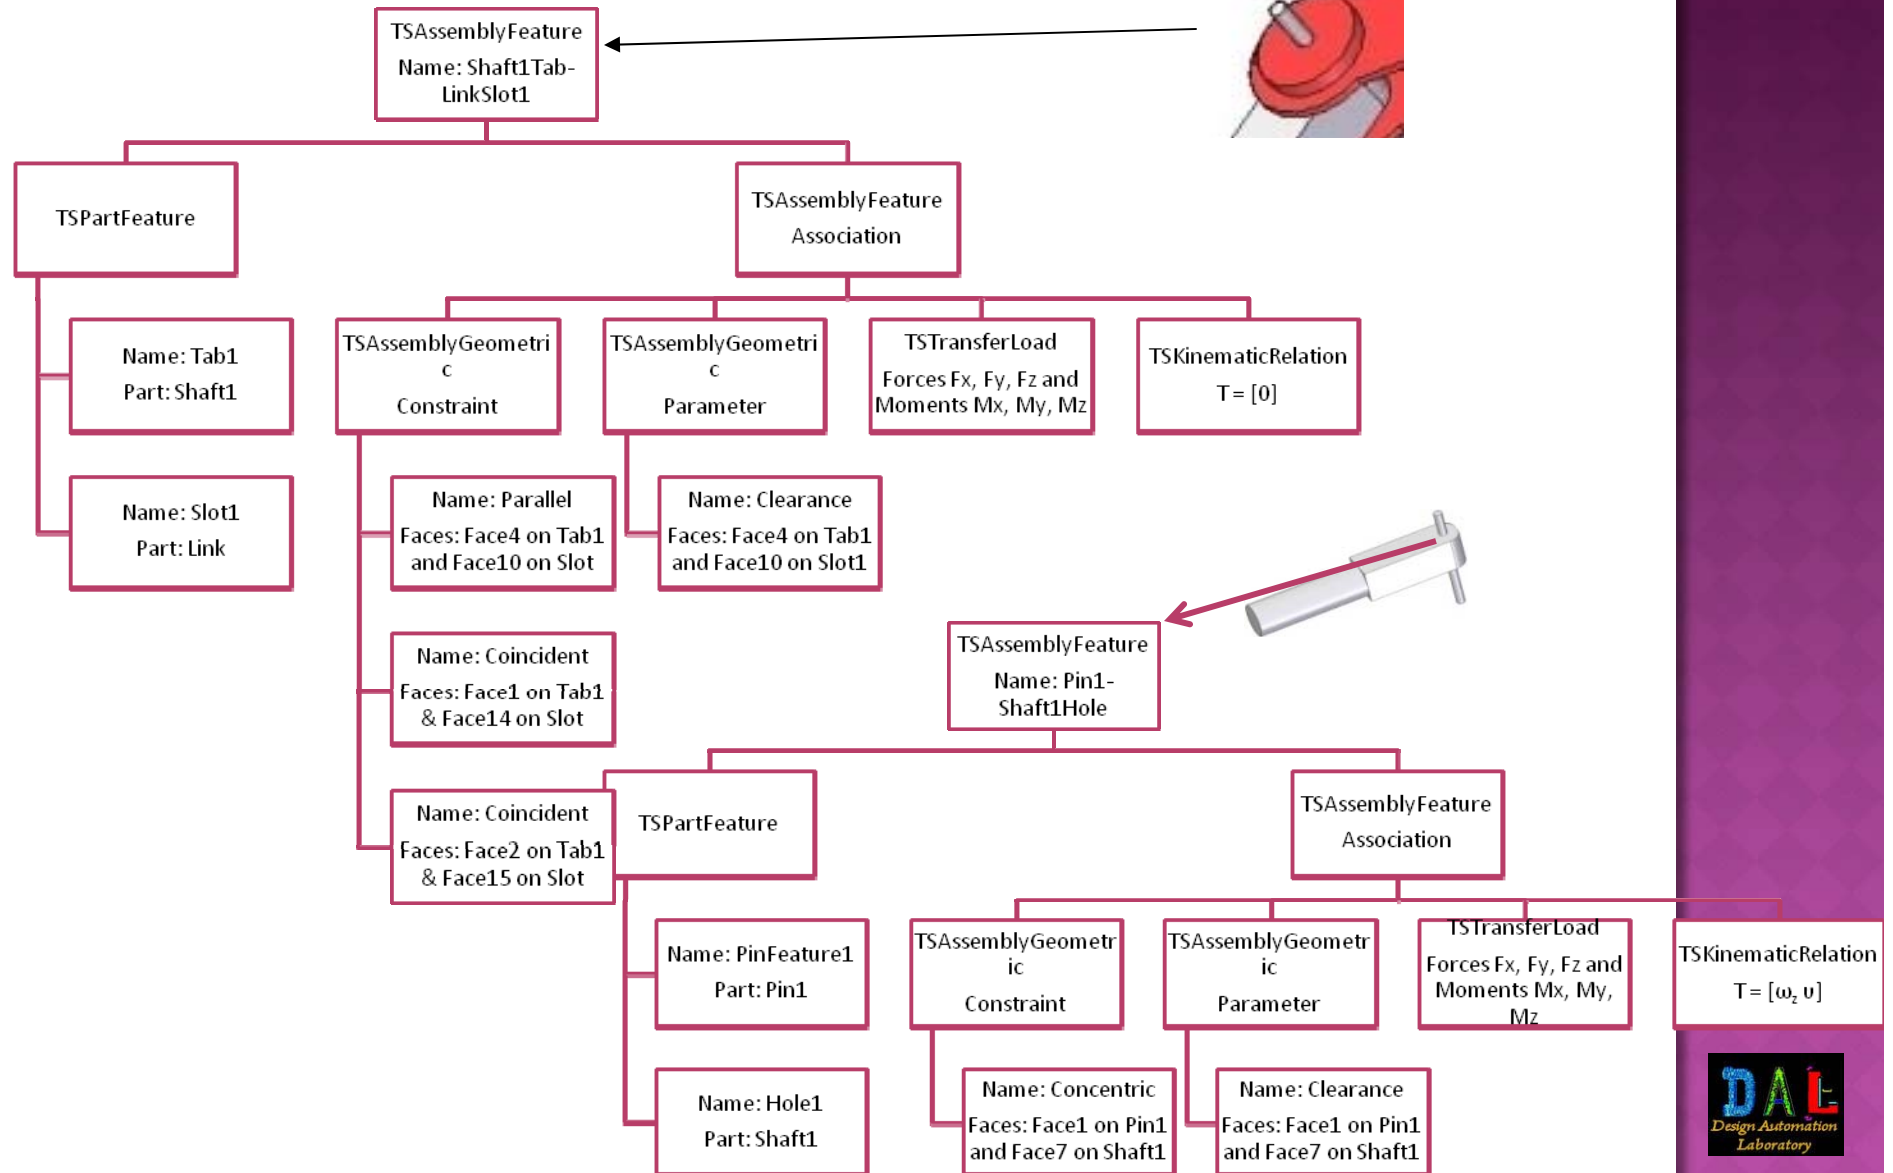 TSAssemblyFeature
Name: Shaft1Tab-
LinkSlot1
TSPartFeature
TSAssemblyFeature
Association
Name: Tab1
Part: Shaft1
Name: Slot1
Part: Link
TSAssemblyGeometri
c
Constraint
TSAssemblyGeometri
c
Parameter
TSTransferLoad
Forces Fx, Fy, Fz and
Moments Mx, My, Mz
TSKinematicRelation
T = [0]
Name: Parallel
Faces: Face4 on Tab1
and Face10 on Slot
Name: Clearance
Faces: Face4 on Tab1
and Face10 on Slot1
Name: Coincident
Faces: Face1 on Tab1
& Face14 on Slot
Name: Coincident
Faces: Face2 on Tab1
& Face15 on Slot
TSAssemblyFeature
Name: Pin1-
Shaft1Hole
TSPartFeature
TSAssemblyFeature
Association
Name: PinFeature1
Part: Pin1
Name: Hole1
Part: Shaft1
TSAssemblyGeometr
ic
Constraint
TSAssemblyGeometr
ic
Parameter
TSTransferLoad
Forces Fx, Fy, Fz and
Moments Mx, My,
Mz
TSKinematicRelation
T = [ω_z υ]
Name: Concentric
Faces: Face1 on Pin1
and Face7 on Shaft1
Name: Clearance
Faces: Face1 on Pin1
and Face7 on Shaft1
DAL
Design Automation
Laboratory